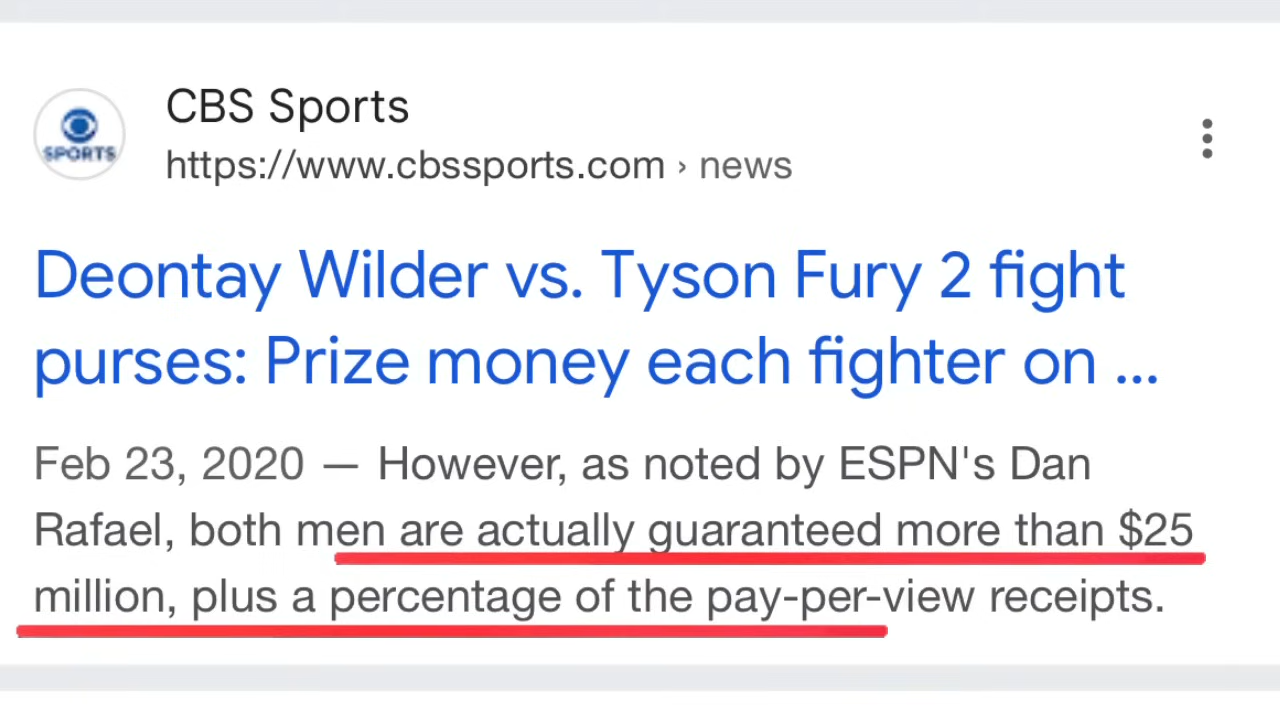 CBS Sports
SPORTS
https://www.cbssports.com › news
Deontay Wilder vs. Tyson Fury 2 fight
purses: Prize money each fighter on ...
Feb 23, 2020 — However, as noted by ESPN's Dan
Rafael, both men are actually guaranteed more than $25
million, plus a percentage of the pay-per-view receipts.